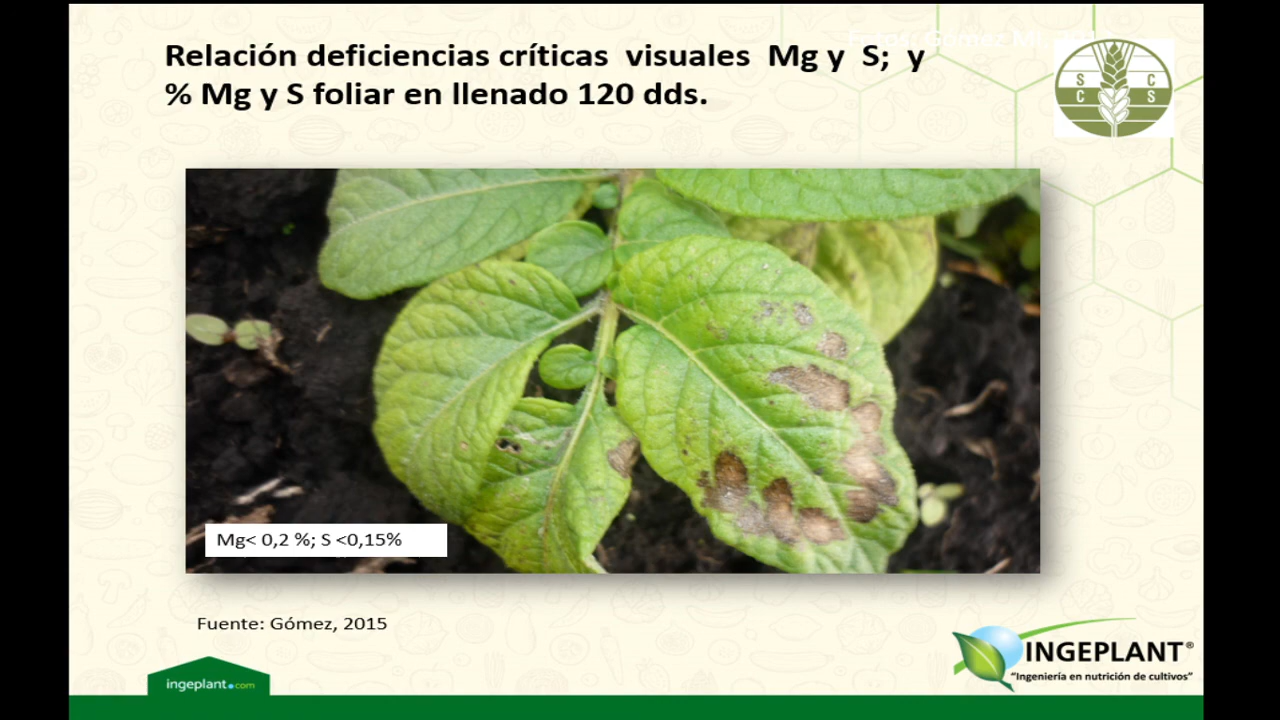 Relación deficiencias críticas visuales Mg y S; y
% Mg y S foliar en llenado 120 dds.
S C
C S
Mg< 0,2 %; S <0,15%
Fuente: Gómez, 2015
INGEPLANT®
"Ingeniería en nutrición de cultivos"
ingeplant.com